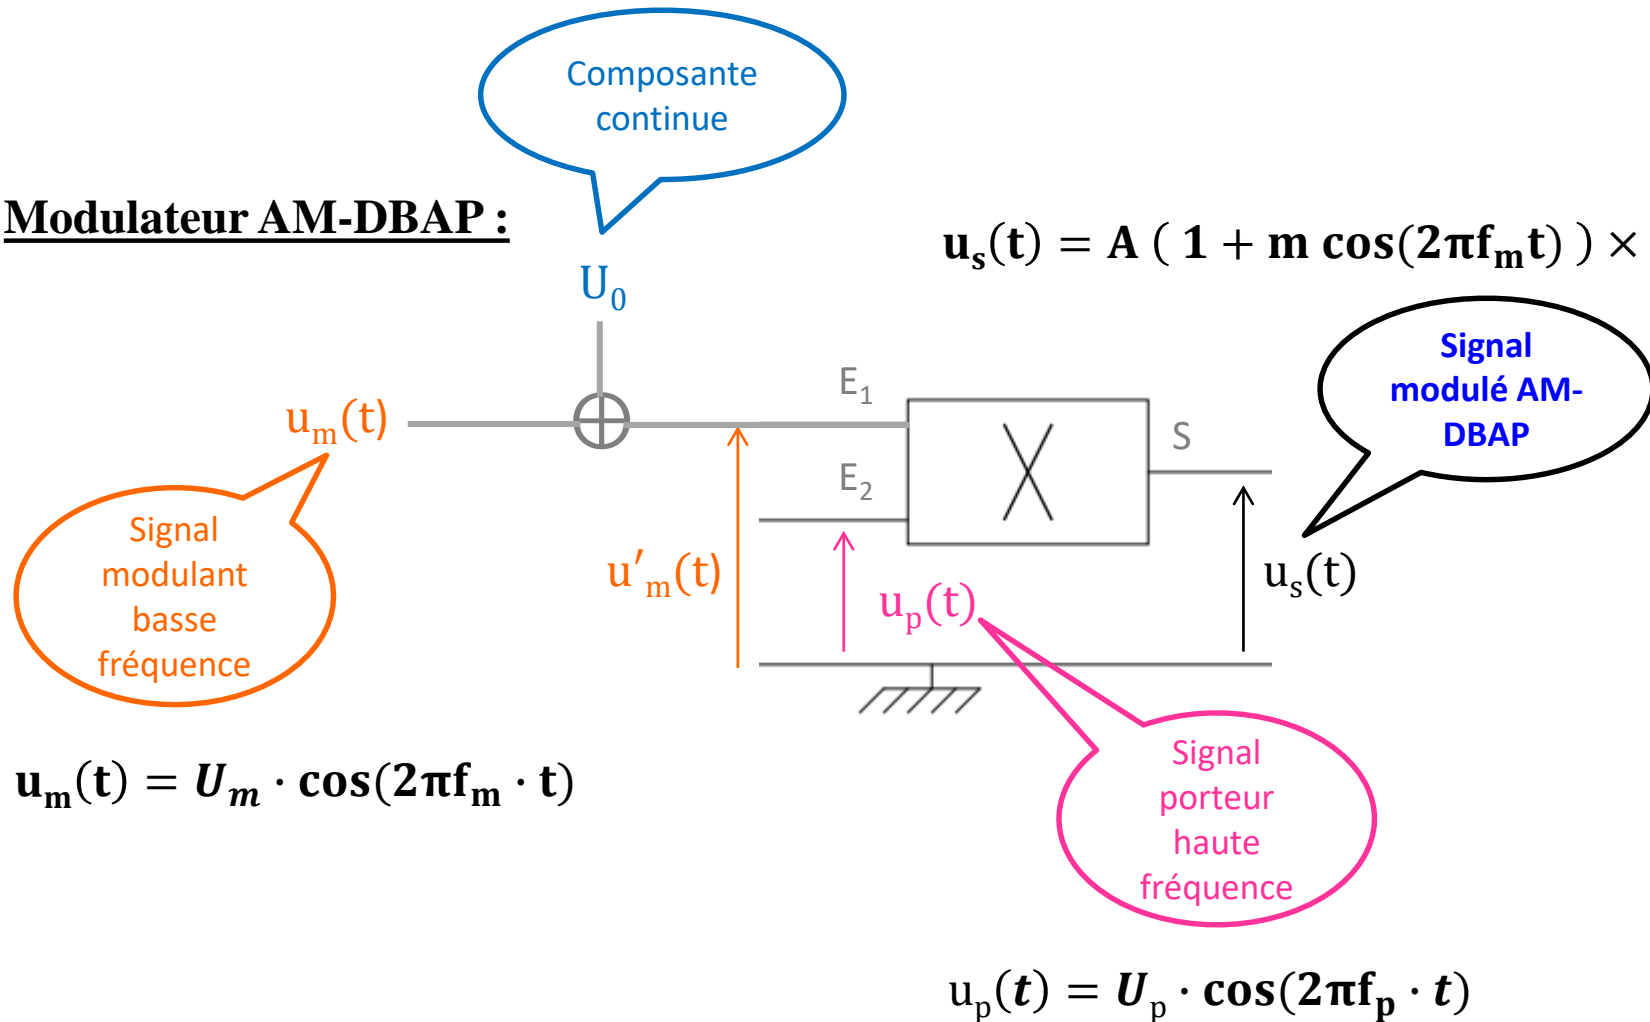 Composante
continue
Modulateur AM-DBAP :
uₛ(t) = A ( 1 + m cos(2πfₘt) ) ×
U₀
Signal
modulé AM-
DBAP
E₁
uₘ(t)
S
E₂
Signal
modulant
basse
fréquence
u′ₘ(t)
uₚ(t)
uₛ(t)
uₘ(t) = Uₘ · cos(2πfₘ · t)
Signal
porteur
haute
fréquence
uₚ(t) = Uₚ · cos(2πfₚ · t)